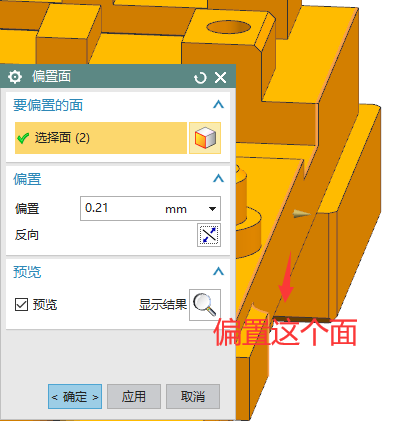 偏置面
要偏置的面
选择面 (2)
偏置
偏置 0.21 mm
反向
预览
预览 显示结果
偏置这个面
< 确定 > 应用 取消